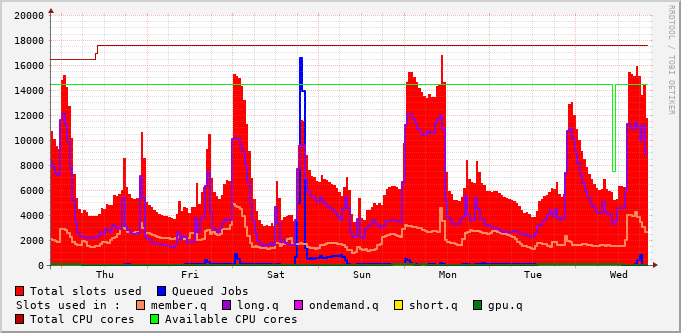 RRDTOOL / TOBI OETIKER
20000
18000
16000
14000
12000
10000
8000
6000
4000
2000
0
Thu Fri Sat Sun Mon Tue Wed
Total slots used Queued Jobs
Slots used in : member.q long.q ondemand.q short.q gpu.q
Total CPU cores Available CPU cores